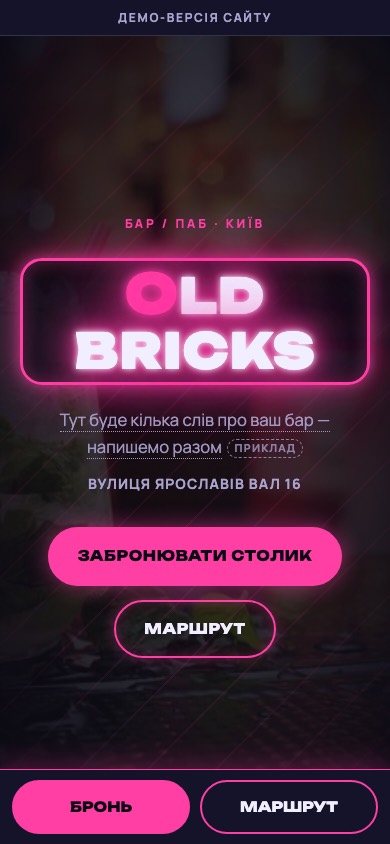 ДЕМО-ВЕРСІЯ САЙТУ
БАР / ПАБ · КИЇВ
OLD
BRICKS
Тут буде кілька слів про ваш бар —
напишемо разом ПРИКЛАД
ВУЛИЦЯ ЯРОСЛАВІВ ВАЛ 16
ЗАБРОНЮВАТИ СТОЛИК
МАРШРУТ
БРОНЬ МАРШРУТ